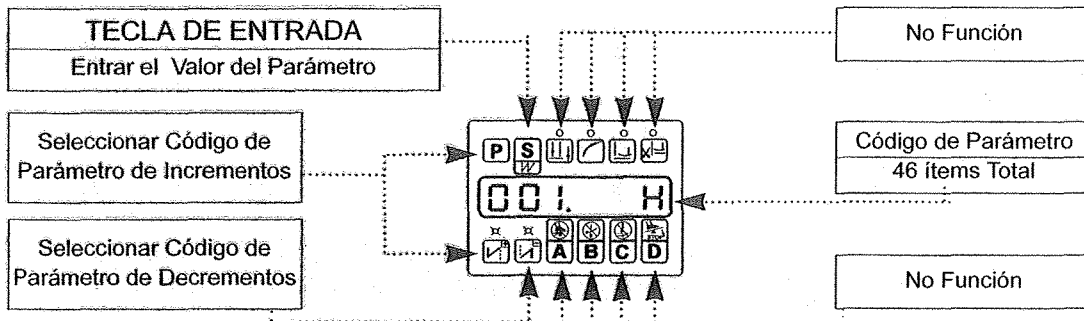 TECLA DE ENTRADA
Entrar el Valor del Parámetro
No Función
Seleccionar Código de
Parámetro de Incrementos
P S
W
Código de Parámetro
46 ítems Total
001. H
Seleccionar Código de
Parámetro de Decrementos
A B C D
No Función